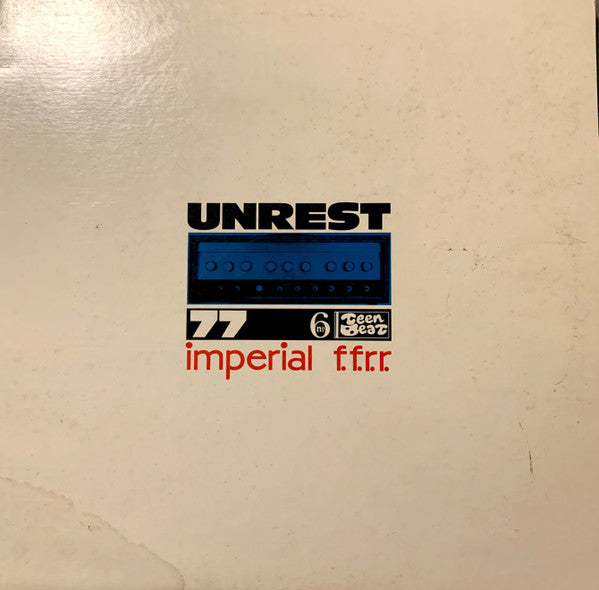 UNREST
77 6 Teen Beat
imperial f.f.r.r.